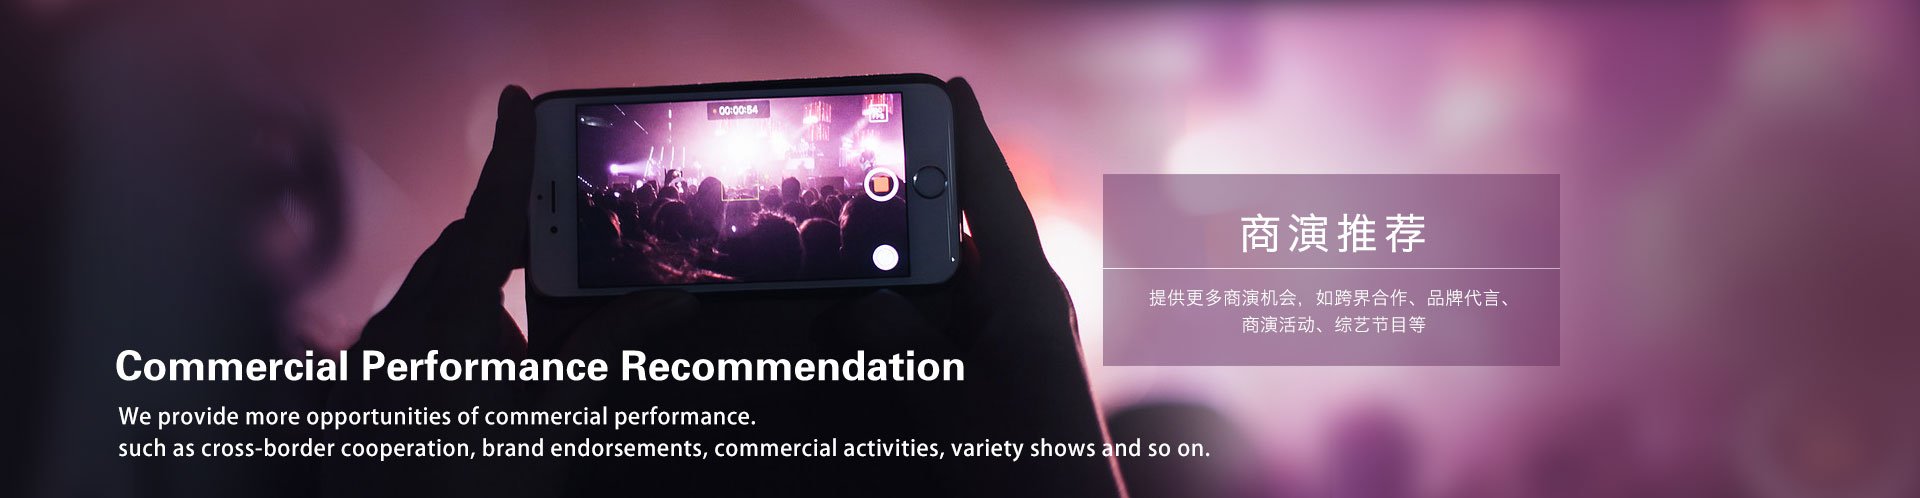 00:00:54
商演推荐
提供更多商演机会，如跨界合作、品牌代言、
商演活动、综艺节目等
Commercial Performance Recommendation
We provide more opportunities of commercial performance.
such as cross-border cooperation, brand endorsements, commercial activities, variety shows and so on.